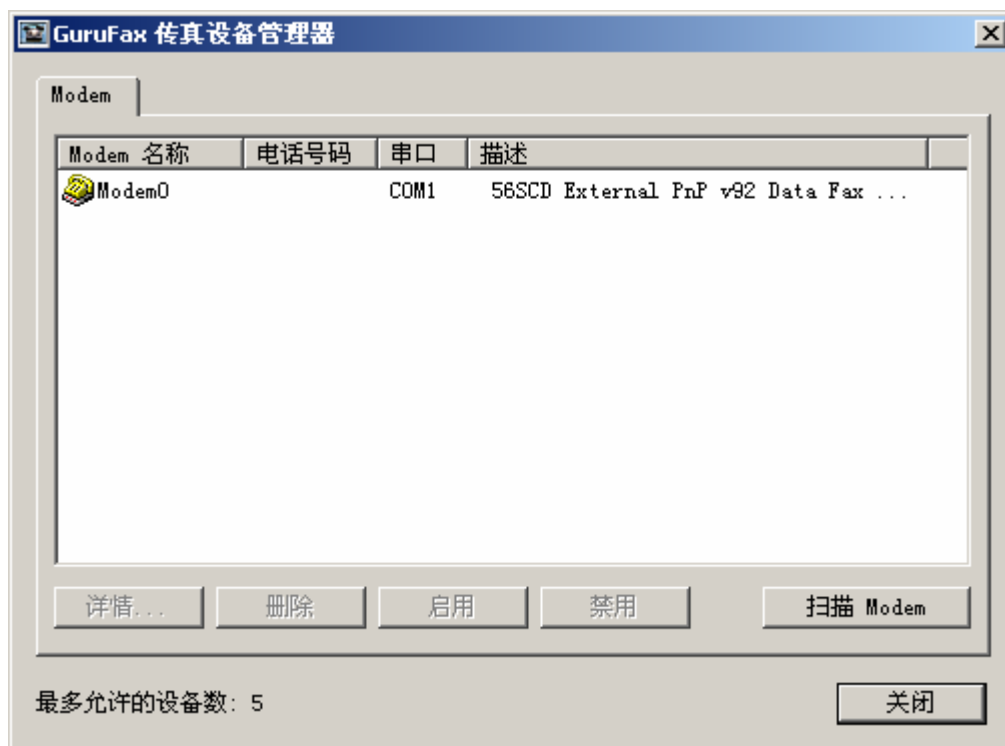 GuruFax 传真设备管理器
Modem
Modem 名称 电话号码 串口 描述
Modem0 COM1 56SCD External PnP v92 Data Fax ...
详情... 删除 启用 禁用 扫描 Modem
最多允许的设备数: 5 关闭